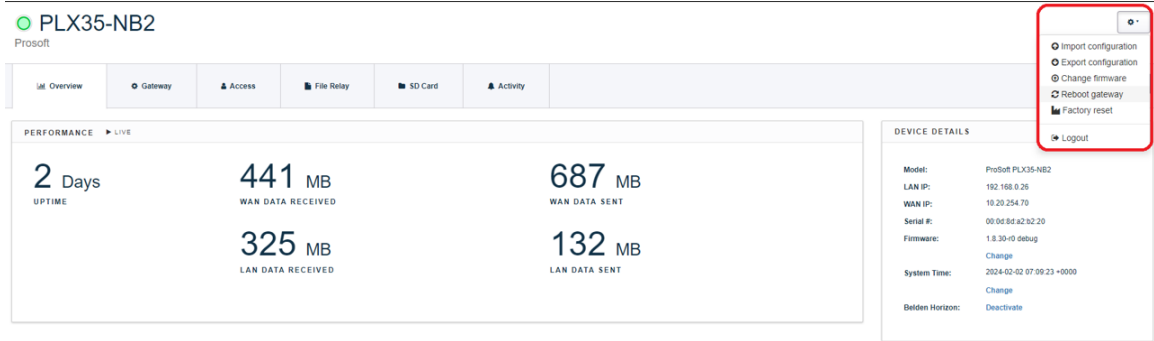 PLX35-NB2
Prosoft
Import configuration
Export configuration
Change firmware
Reboot gateway
Factory reset
Logout
Overview
Gateway
Access
File Relay
SD Card
Activity
PERFORMANCE LIVE
2 Days
UPTIME
441 MB
WAN DATA RECEIVED
687 MB
WAN DATA SENT
325 MB
LAN DATA RECEIVED
132 MB
LAN DATA SENT
DEVICE DETAILS
Model: ProSoft PLX35-NB2
LAN IP: 192.168.0.26
WAN IP: 10.20.254.70
Serial #: 00:0d:8d:a2:b2:20
Firmware: 1.8.30-r0 debug
Change
System Time: 2024-02-02 07:09:23 +0000
Change
Belden Horizon: Deactivate